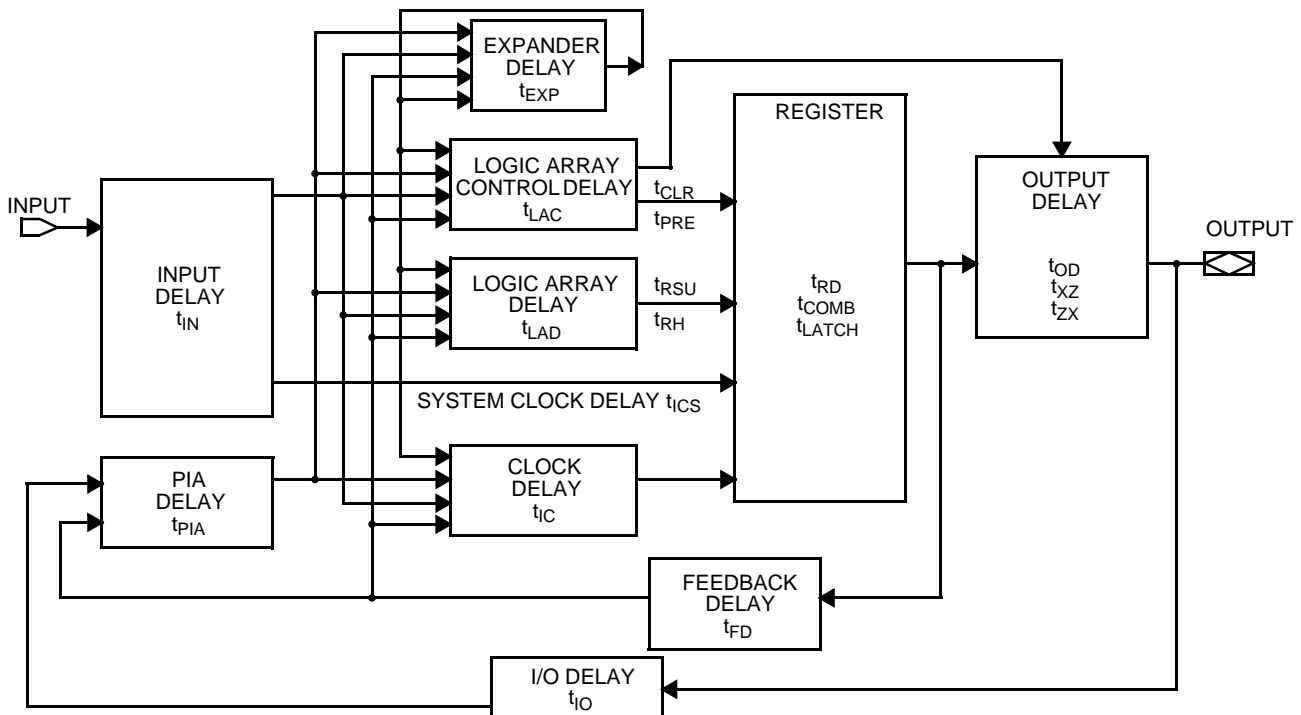 EXPANDER
DELAY
tEXP
REGISTER
LOGIC ARRAY
CONTROL DELAY
tLAC
tCLR
tPRE
OUTPUT
DELAY
tOD
tXZ
tZX
INPUT
OUTPUT
INPUT
DELAY
tIN
LOGIC ARRAY
DELAY
tLAD
tRSU
tRH
tRD
tCOMB
tLATCH
SYSTEM CLOCK DELAY tICS
PIA
DELAY
tPIA
CLOCK
DELAY
tIC
FEEDBACK
DELAY
tFD
I/O DELAY
tIO